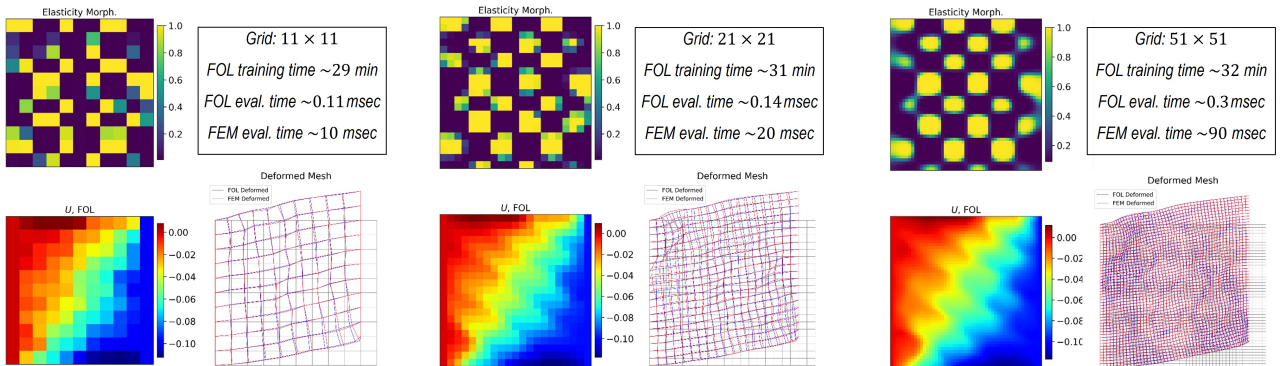 Elasticity Morph.
1.0
0.8
0.6
0.4
0.2
Grid: 11 × 11
FOL training time ~29 min
FOL eval. time ~0.11 msec
FEM eval. time ~10 msec
U, FOL
0.00
−0.02
−0.04
−0.06
−0.08
−0.10
Deformed Mesh
FOL Deformed
FEM Deformed
Elasticity Morph.
1.0
0.8
0.6
0.4
0.2
Grid: 21 × 21
FOL training time ~31 min
FOL eval. time ~0.14 msec
FEM eval. time ~20 msec
U, FOL
0.00
−0.02
−0.04
−0.06
−0.08
−0.10
Deformed Mesh
FOL Deformed
FEM Deformed
Elasticity Morph.
1.0
0.8
0.6
0.4
0.2
Grid: 51 × 51
FOL training time ~32 min
FOL eval. time ~0.3 msec
FEM eval. time ~90 msec
U, FOL
0.00
−0.02
−0.04
−0.06
−0.08
−0.10
Deformed Mesh
FOL Deformed
FEM Deformed